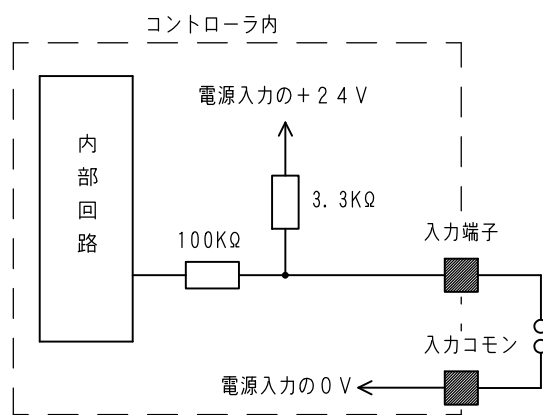 コントローラ内
電源入力の＋２４Ｖ
内部回路
3.3KΩ
100KΩ
入力端子
入力コモン
電源入力の０Ｖ